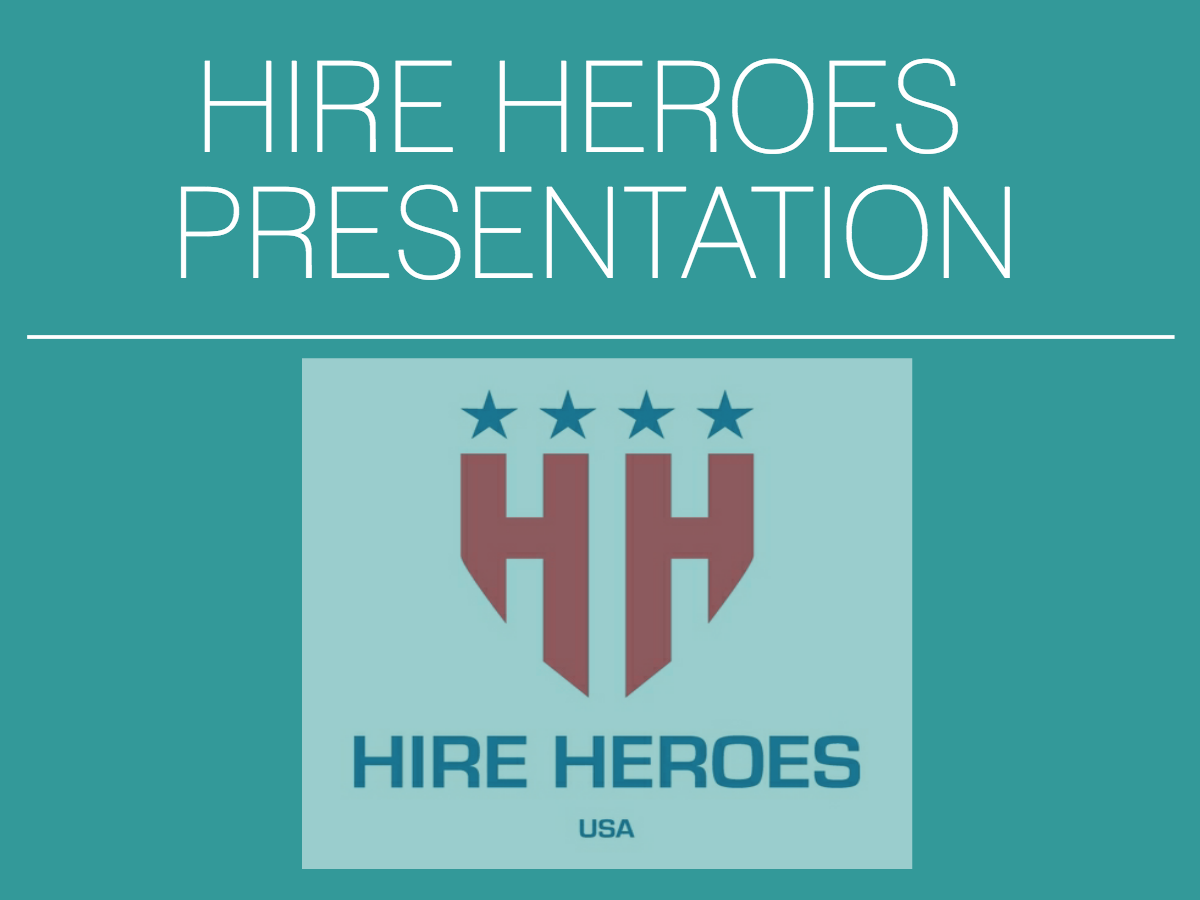 HIRE HEROES
PRESENTATION
HH
HIRE HEROES
USA